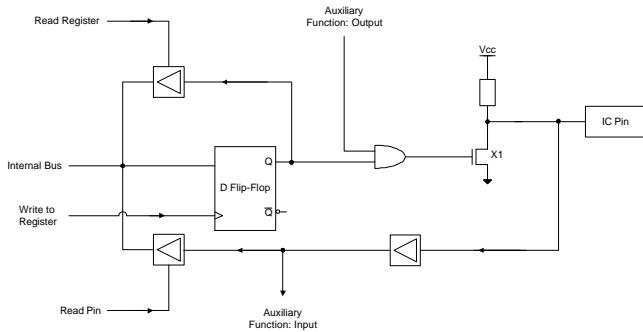 Auxiliary
Function: Output
Read Register
Vcc
IC Pin
X1
Internal Bus
Q
D Flip-Flop
Write to
Register
Q̅
Read Pin
Auxiliary
Function: Input